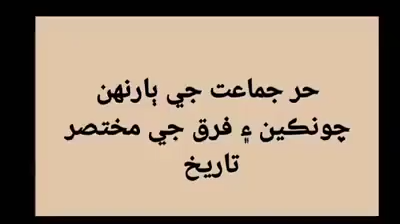 حر جماعت جي ٻارنهن
چونڪين ۽ فرق جي مختصر
تاريخ